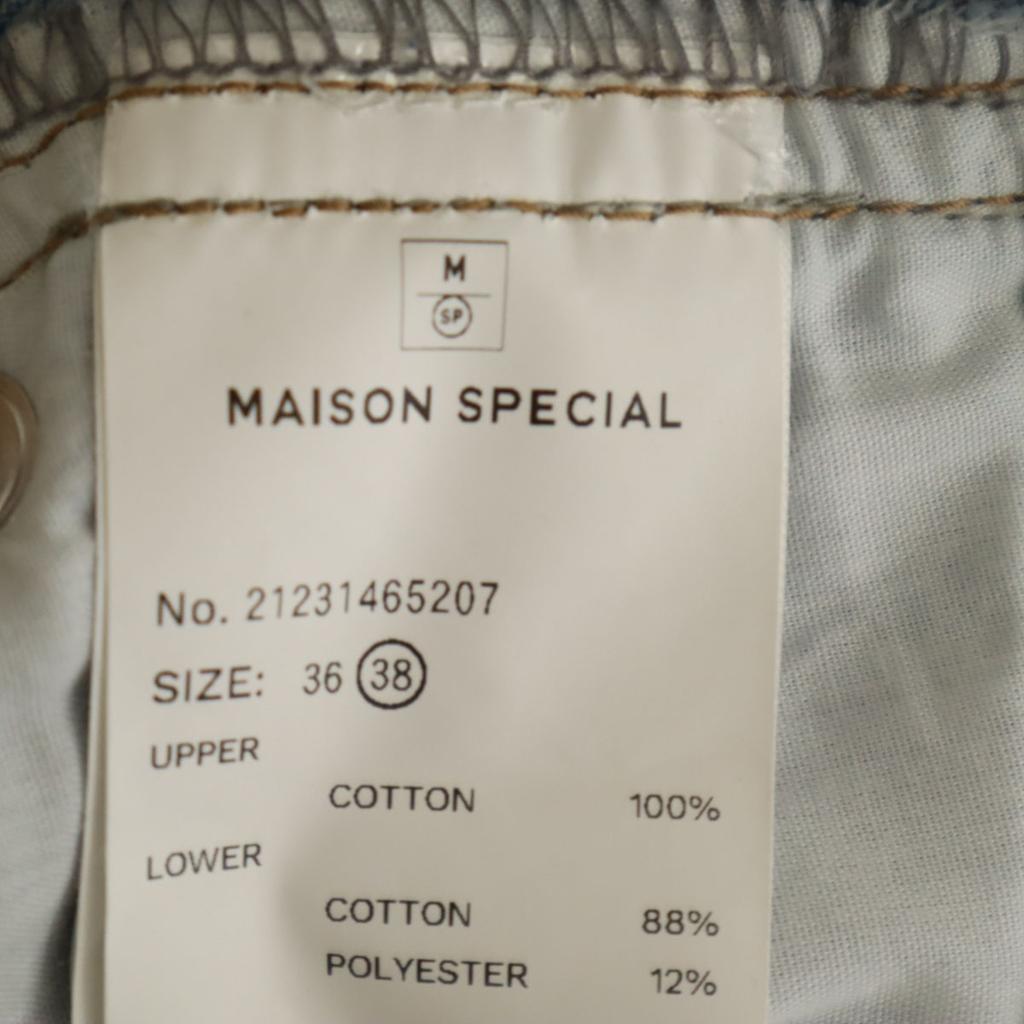 M
SP
MAISON SPECIAL
No. 21231465207
SIZE: 36 38
UPPER
COTTON 100%
LOWER
COTTON 88%
POLYESTER 12%